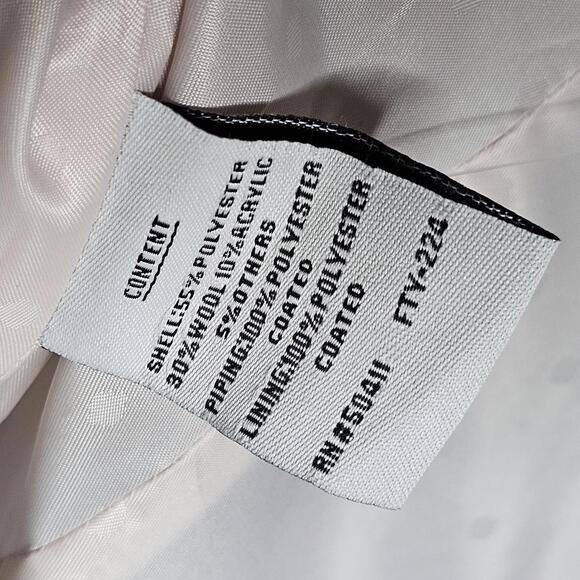 CONTENT
SHELL:55%POLYESTER
30%WOOL 10%ACRYLIC
5%OTHERS
PIPING:100%POLYESTER
COATED
LINING:100%POLYESTER
COATED
RN#50411 FTY-224